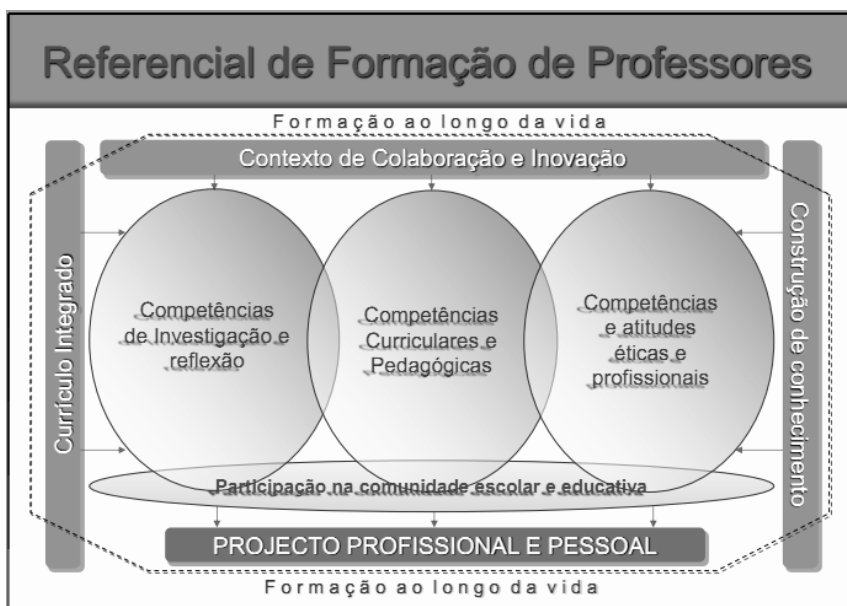 Referencial de Formação de Professores
Formação ao longo da vida
Contexto de Colaboração e Inovação
Currículo Integrado
Competências
de Investigação e
reflexão
Competências
Curriculares e
Pedagógicas
Competências
e atitudes
éticas e
profissionais
Construção de conhecimento
Participação na comunidade escolar e educativa
PROJECTO PROFISSIONAL E PESSOAL
Formação ao longo da vida